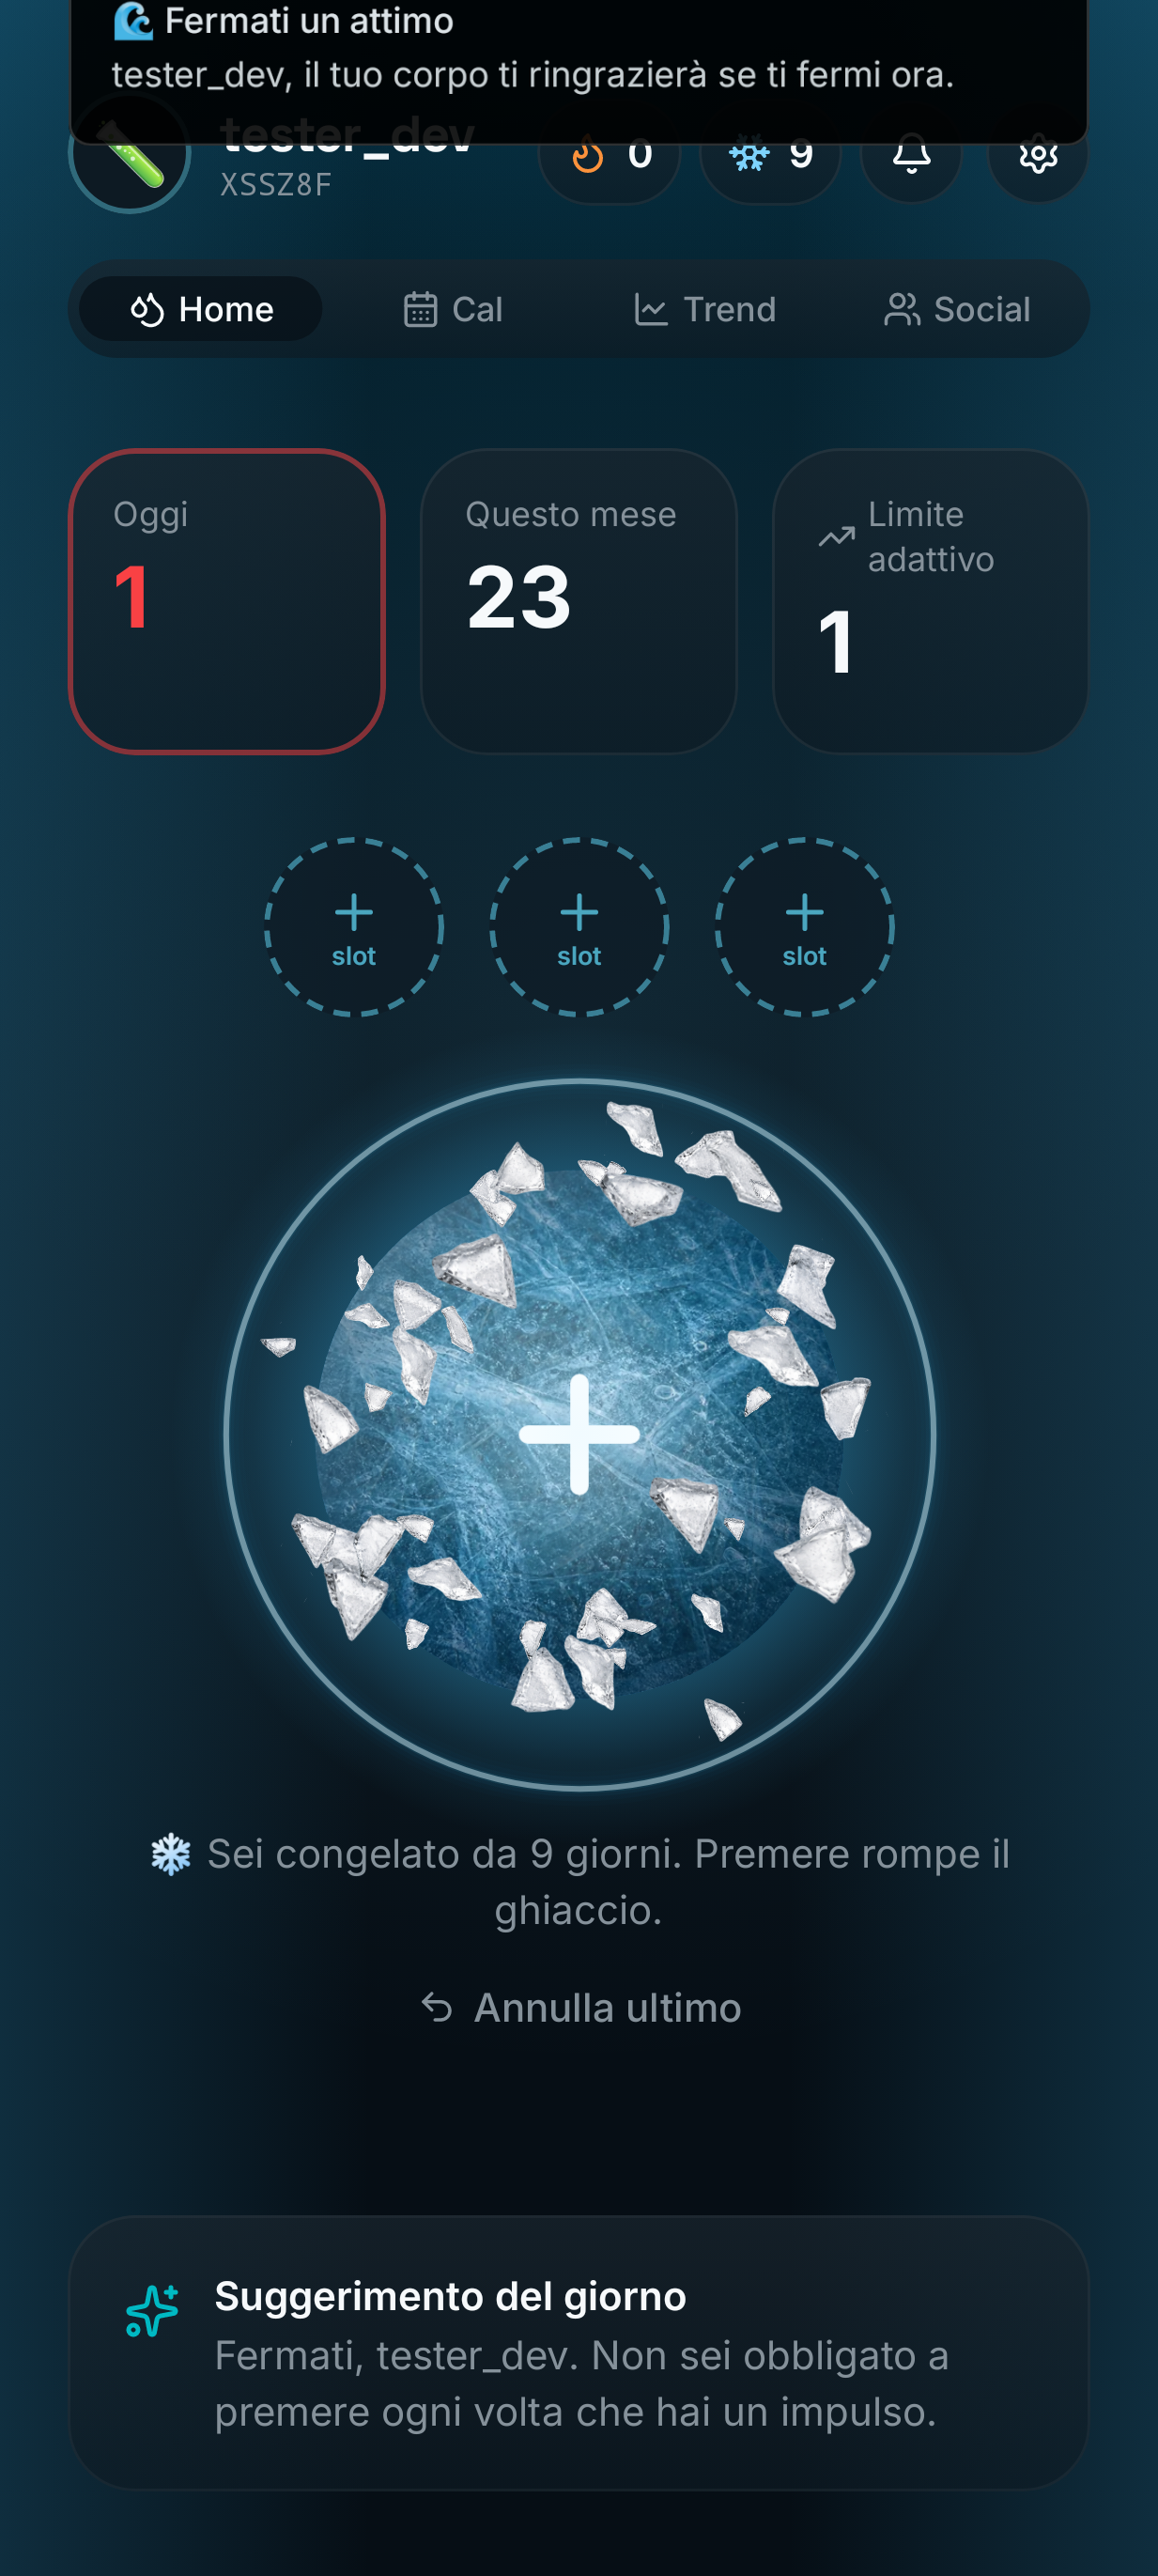 🌊 Fermati un attimo
tester_dev, il tuo corpo ti ringrazierà se ti fermi ora.
tester_dev
XSSZ8F
0
9
Home
Cal
Trend
Social
Oggi
1
Questo mese
23
Limite
adattivo
1
slot
slot
slot
❄️ Sei congelato da 9 giorni. Premere rompe il
ghiaccio.
Annulla ultimo
Suggerimento del giorno
Fermati, tester_dev. Non sei obbligato a
premere ogni volta che hai un impulso.